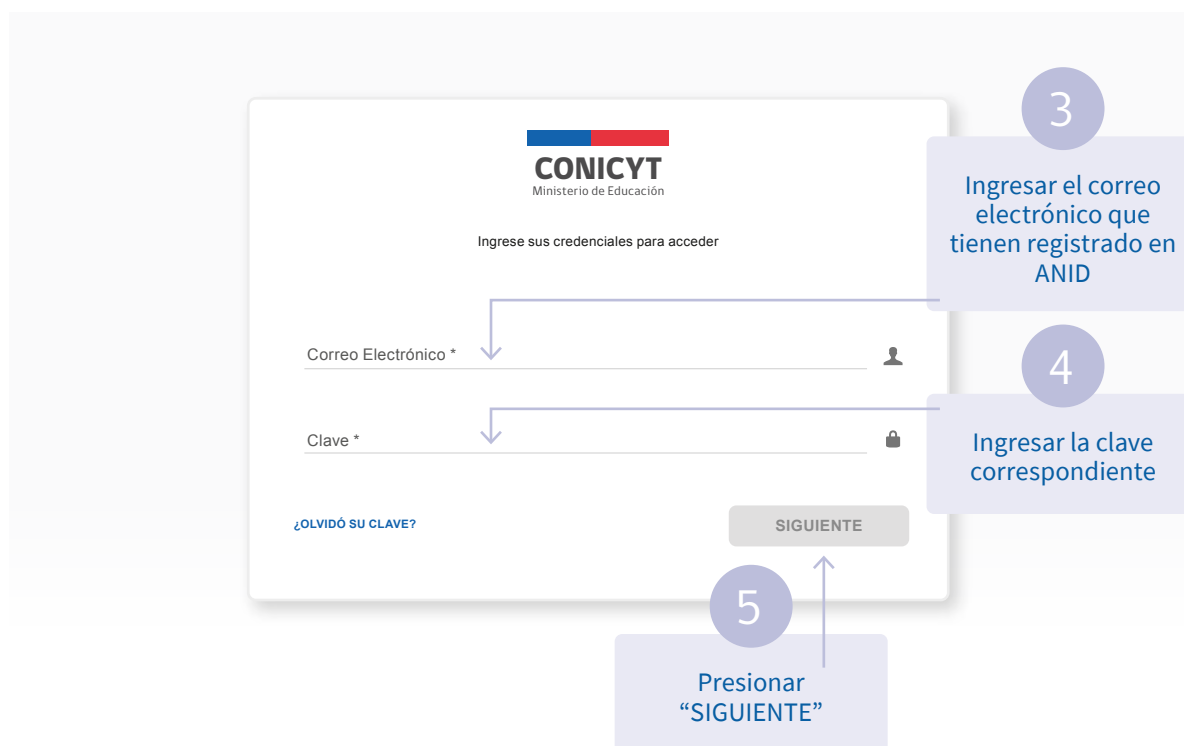 CONICYT
Ministerio de Educación
Ingrese sus credenciales para acceder
Correo Electrónico *
Clave *
¿OLVIDÓ SU CLAVE?
SIGUIENTE
3
Ingresar el correo
electrónico que
tienen registrado en
ANID
4
Ingresar la clave
correspondiente
5
Presionar
“SIGUIENTE”